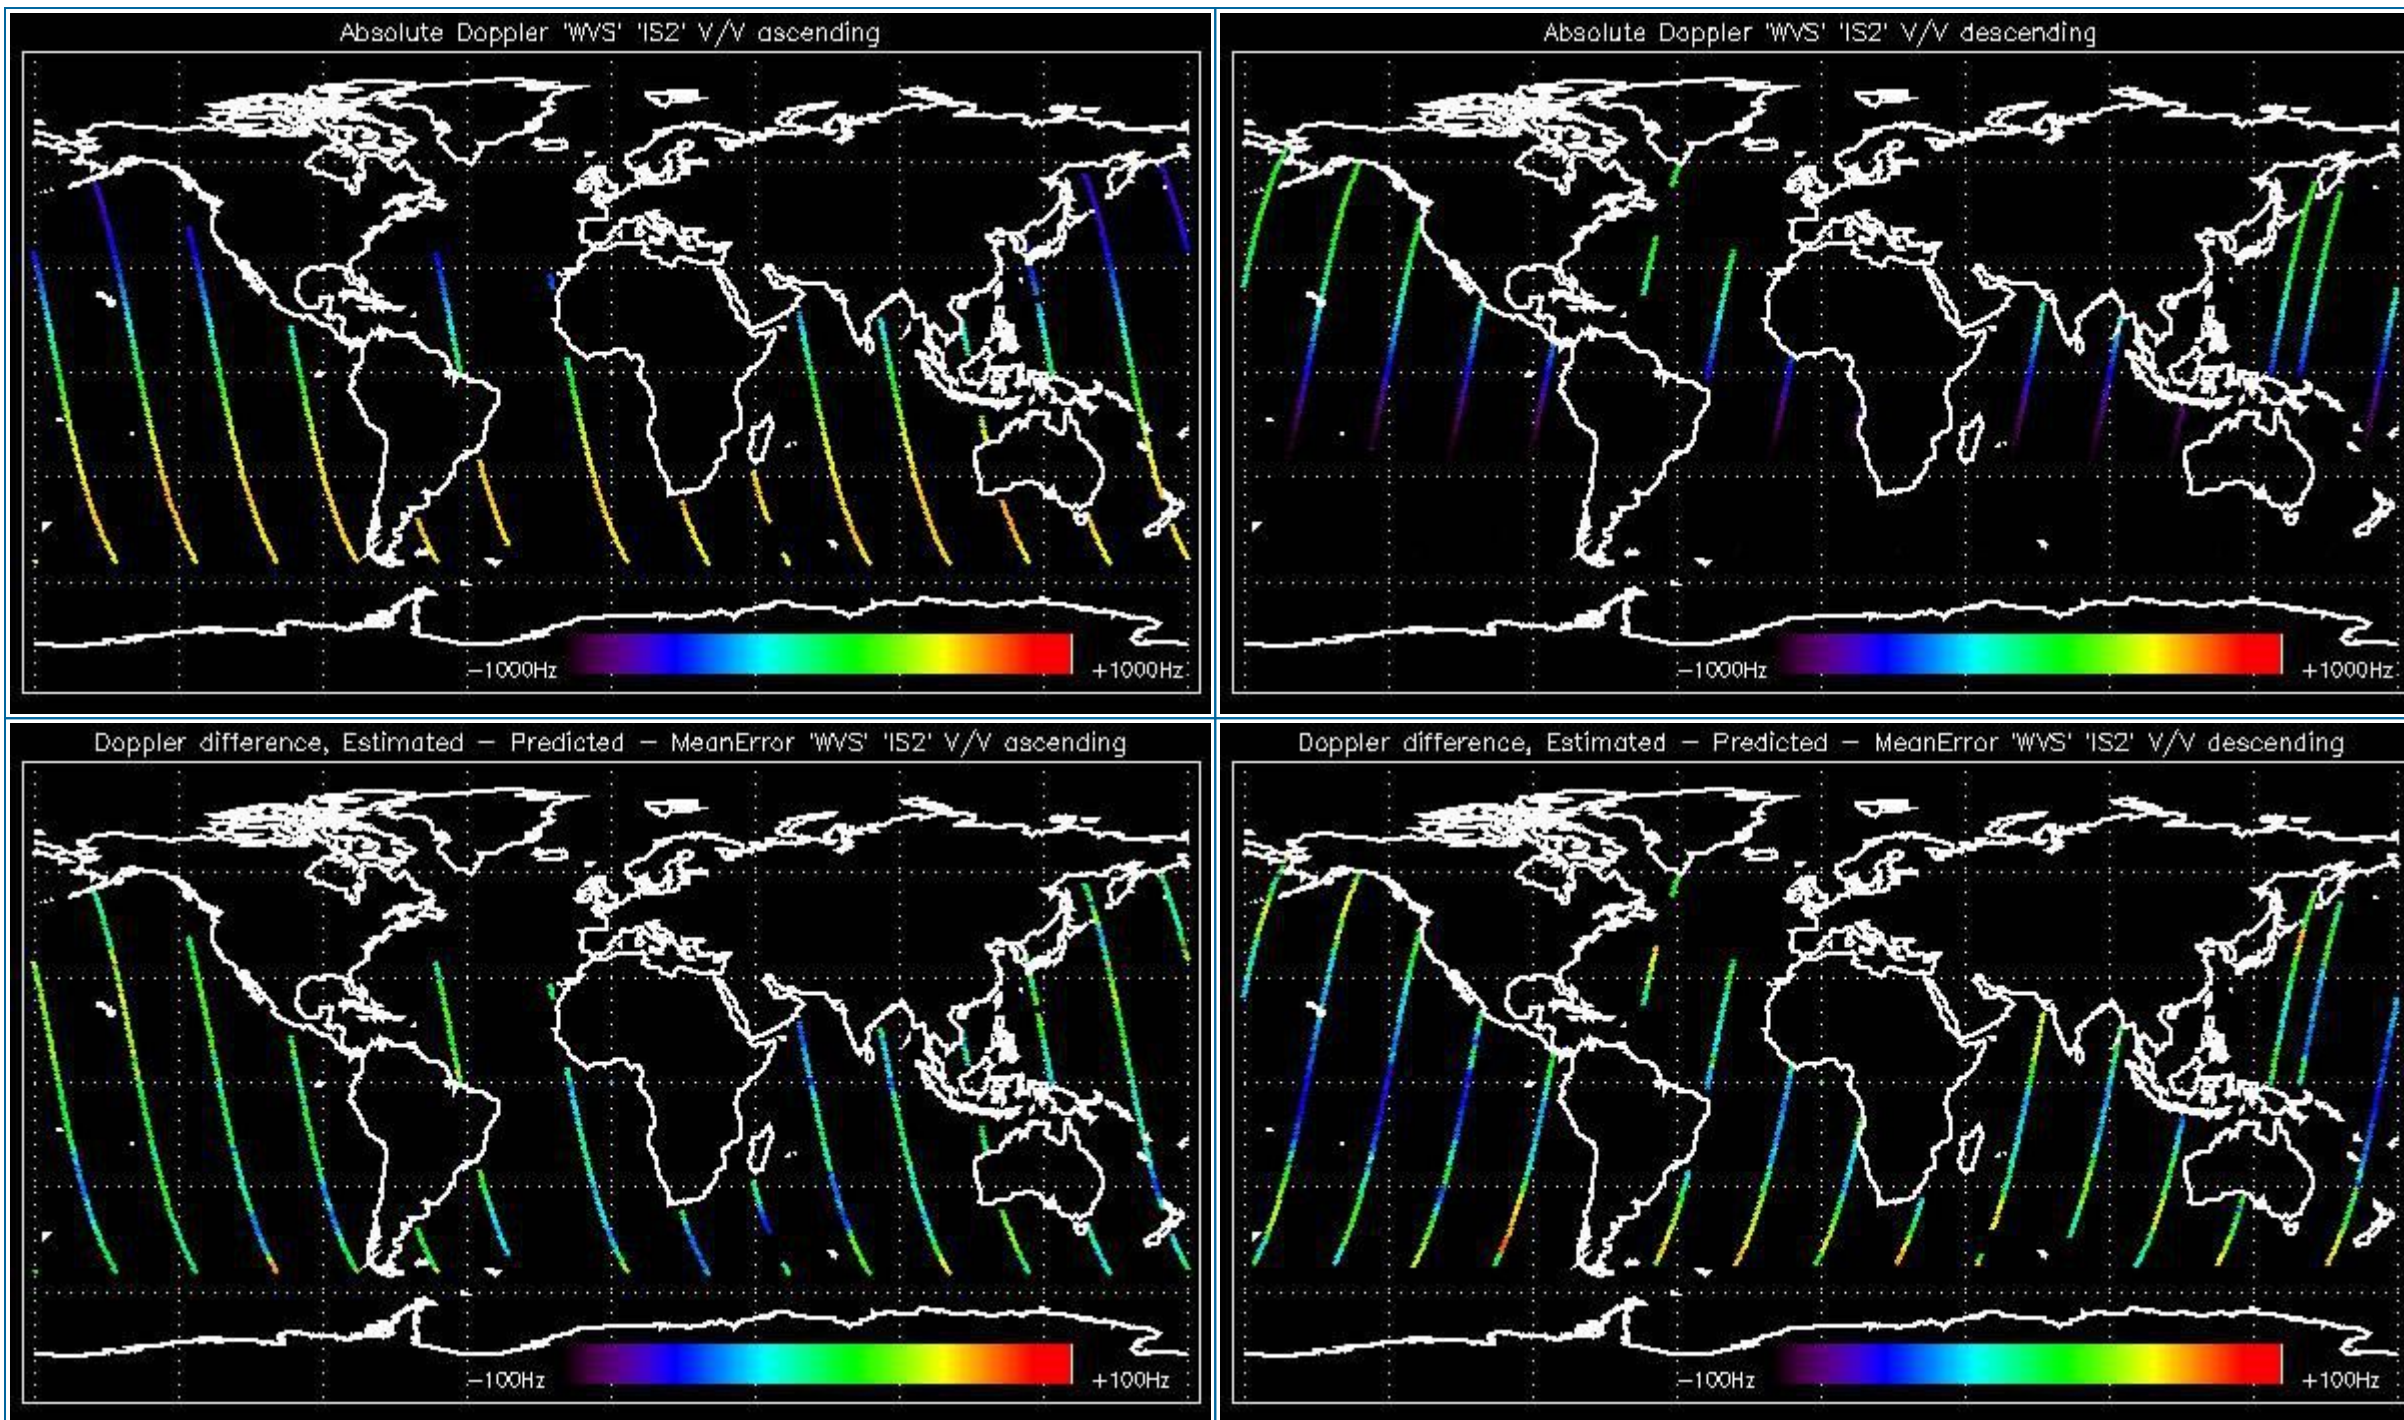 Absolute Doppler 'WVS' 'IS2' V/V ascending
-1000Hz
+1000Hz
Absolute Doppler 'WVS' 'IS2' V/V descending
-1000Hz
+1000Hz
Doppler difference, Estimated - Predicted - MeanError 'WVS' 'IS2' V/V ascending
-100Hz
+100Hz
Doppler difference, Estimated - Predicted - MeanError 'WVS' 'IS2' V/V descending
-100Hz
+100Hz